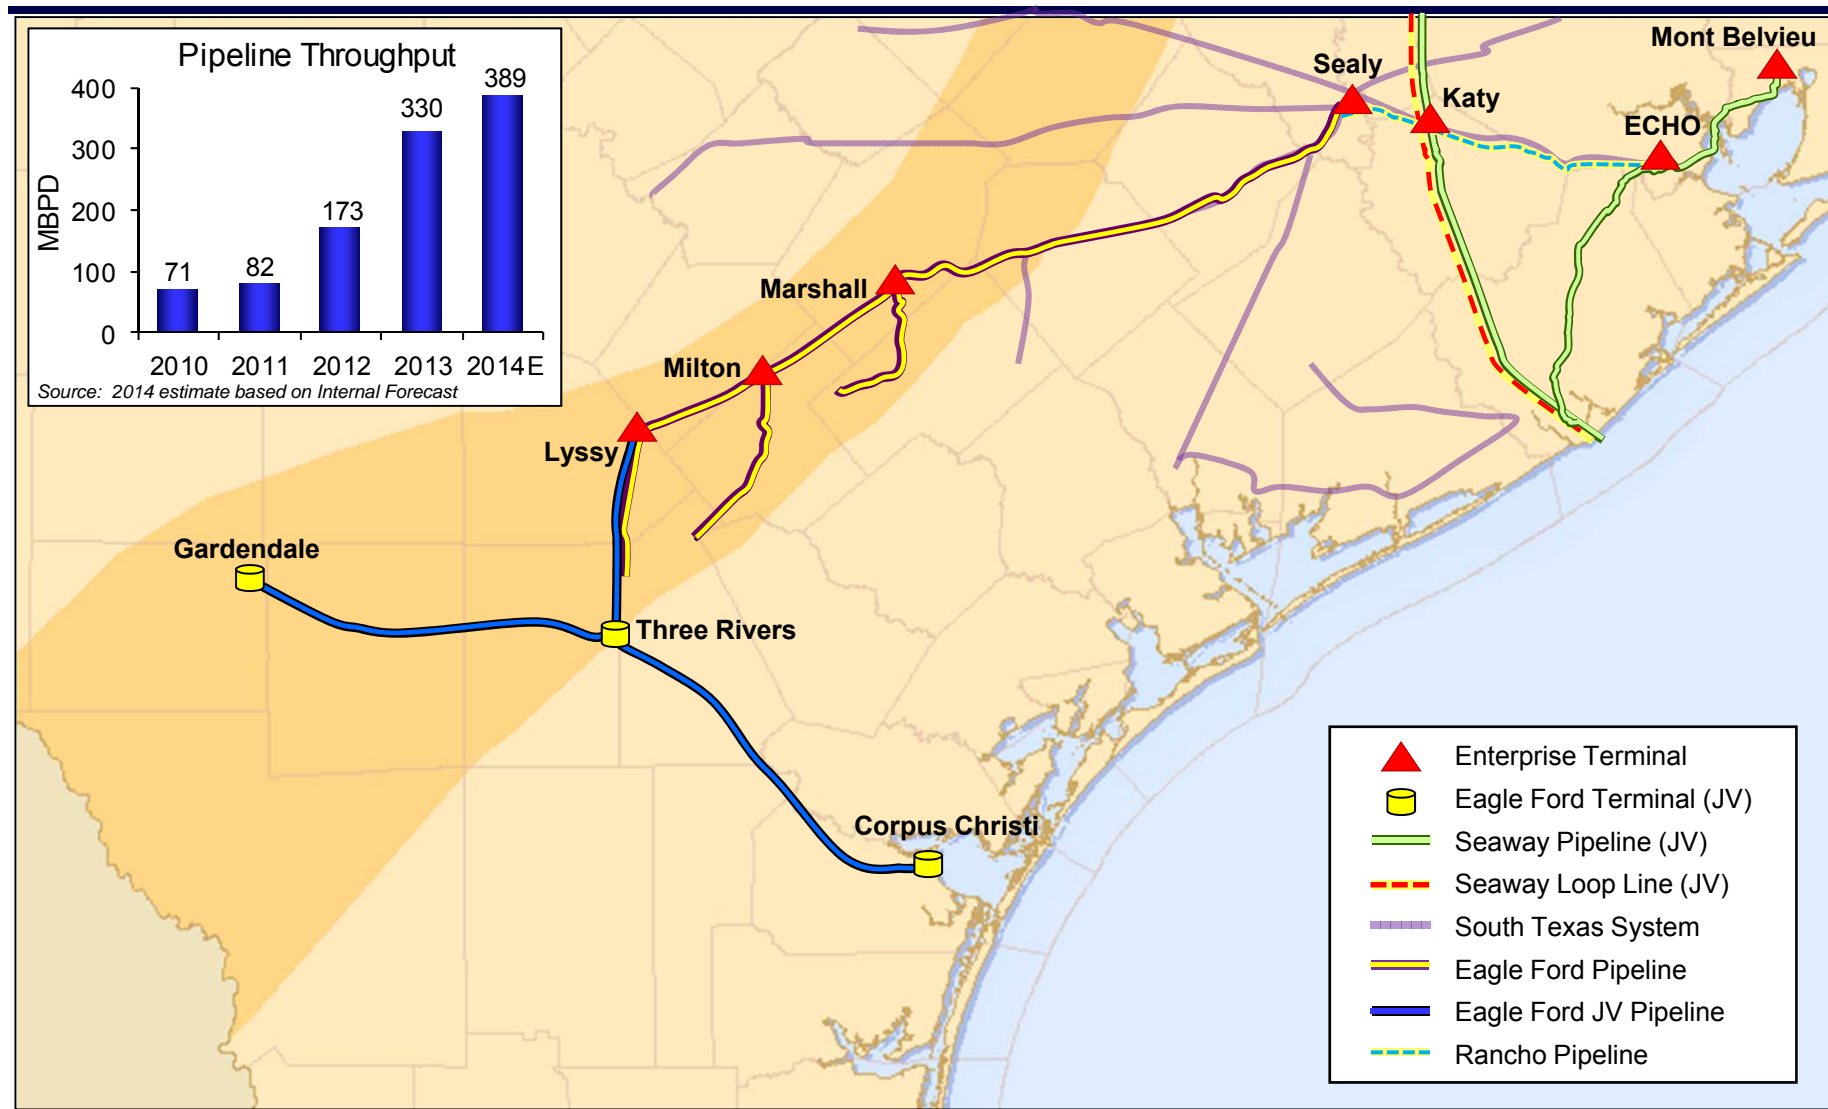 Pipeline Throughput
MBPD
400
300
200
100
0
71
82
173
330
389
2010
2011
2012
2013
2014E
Source: 2014 estimate based on Internal Forecast
Mont Belvieu
Sealy
Katy
ECHO
Marshall
Milton
Lyssy
Gardendale
Three Rivers
Corpus Christi
Enterprise Terminal
Eagle Ford Terminal (JV)
Seaway Pipeline (JV)
Seaway Loop Line (JV)
South Texas System
Eagle Ford Pipeline
Eagle Ford JV Pipeline
Rancho Pipeline